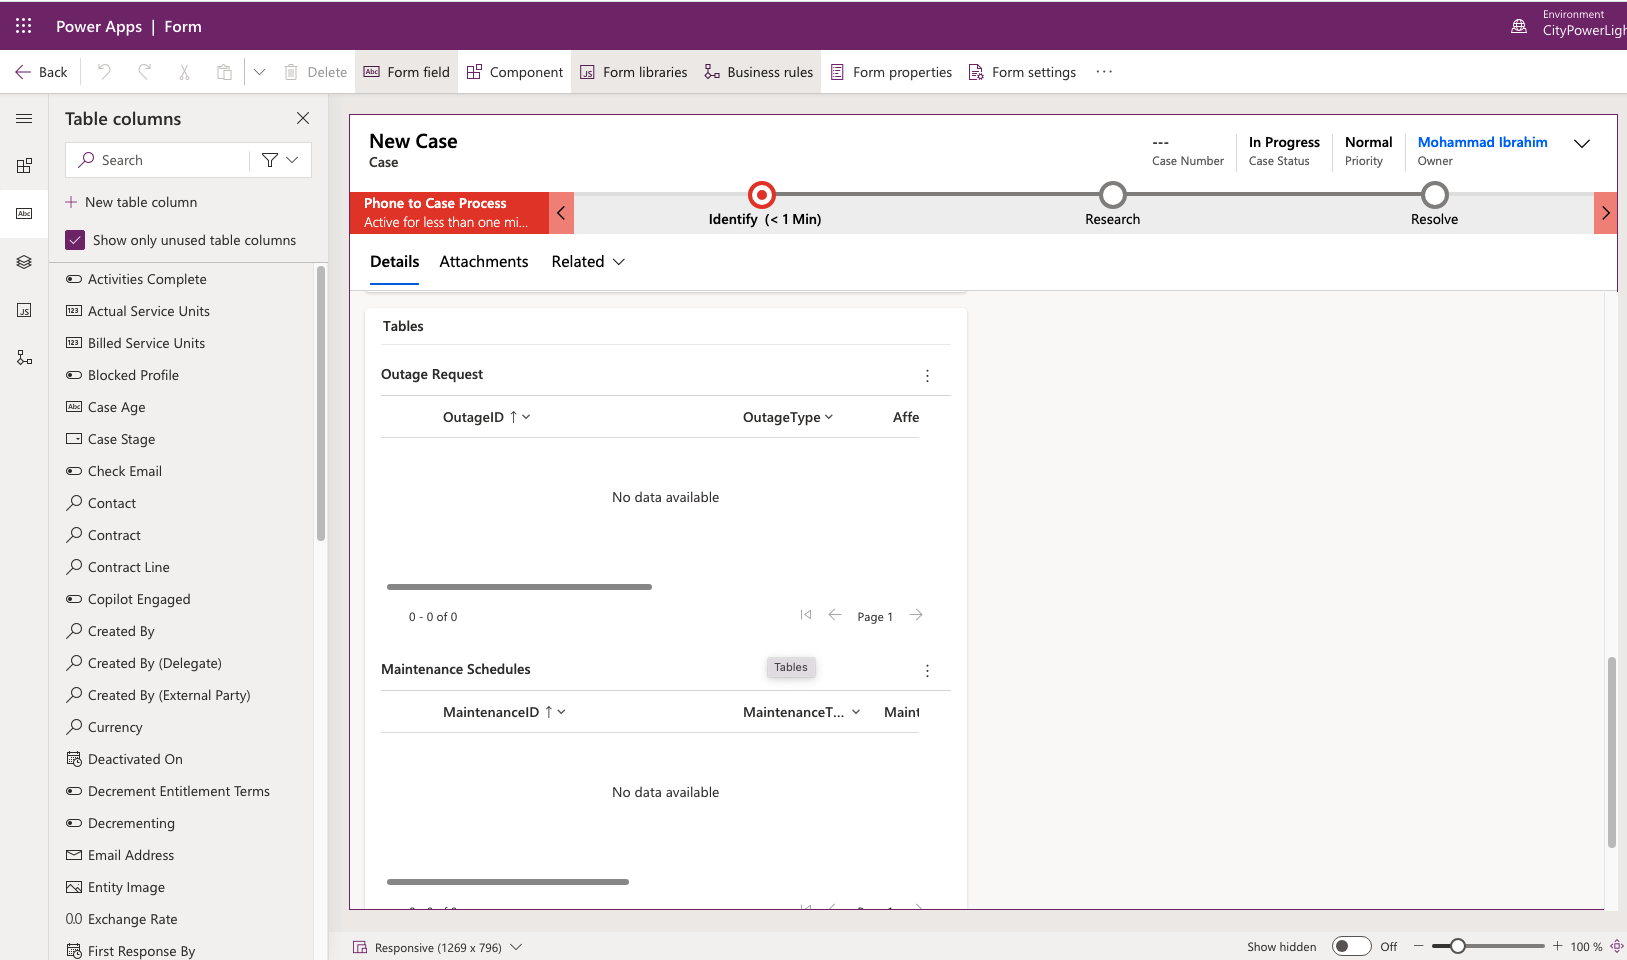 Power Apps | Form
Environment
CityPowerLigh
Back
Delete
Form field
Component
Form libraries
Business rules
Form properties
Form settings
Table columns
Search
New table column
Show only unused table columns
Activities Complete
Actual Service Units
Billed Service Units
Blocked Profile
Case Age
Case Stage
Check Email
Contact
Contract
Contract Line
Copilot Engaged
Created By
Created By (Delegate)
Created By (External Party)
Currency
Deactivated On
Decrement Entitlement Terms
Decrementing
Email Address
Entity Image
Exchange Rate
First Response By
New Case
Case
---
Case Number
In Progress
Case Status
Normal
Priority
Mohammad Ibrahim
Owner
Phone to Case Process
Active for less than one mi...
Identify (< 1 Min)
Research
Resolve
Details
Attachments
Related
Tables
Outage Request
OutageID
OutageType
Affe
No data available
0 - 0 of 0
Page 1
Maintenance Schedules
Tables
MaintenanceID
MaintenanceT...
Maint
No data available
Responsive (1269 x 796)
Show hidden
Off
100 %